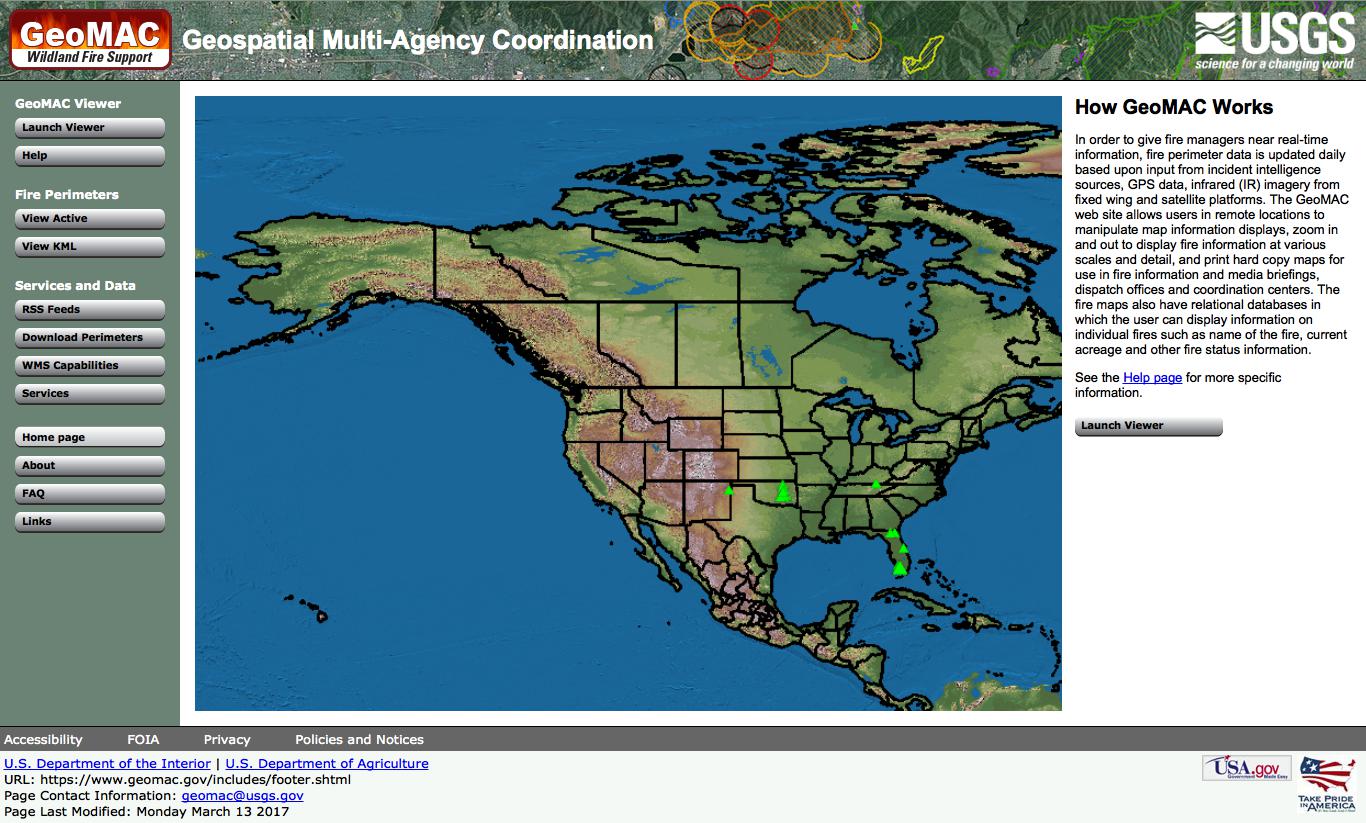 GeoMAC
Wildland Fire Support
Geospatial Multi-Agency Coordination
USGS
science for a changing world
GeoMAC Viewer
Launch Viewer
Help
Fire Perimeters
View Active
View KML
Services and Data
RSS Feeds
Download Perimeters
WMS Capabilities
Services
Home page
About
FAQ
Links
How GeoMAC Works
In order to give fire managers near real-time
information, fire perimeter data is updated daily
based upon input from incident intelligence
sources, GPS data, infrared (IR) imagery from
fixed wing and satellite platforms. The GeoMAC
web site allows users in remote locations to
manipulate map information displays, zoom in
and out to display fire information at various
scales and detail, and print hard copy maps for
use in fire information and media briefings,
dispatch offices and coordination centers. The
fire maps also have relational databases in
which the user can display information on
individual fires such as name of the fire, current
acreage and other fire status information.
See the Help page for more specific
information.
Launch Viewer
Accessibility FOIA Privacy Policies and Notices
U.S. Department of the Interior | U.S. Department of Agriculture
URL: https://www.geomac.gov/includes/footer.shtml
Page Contact Information: geomac@usgs.gov
Page Last Modified: Monday March 13 2017
USA.gov
Government Made Easy
TAKE PRIDE
IN AMERICA